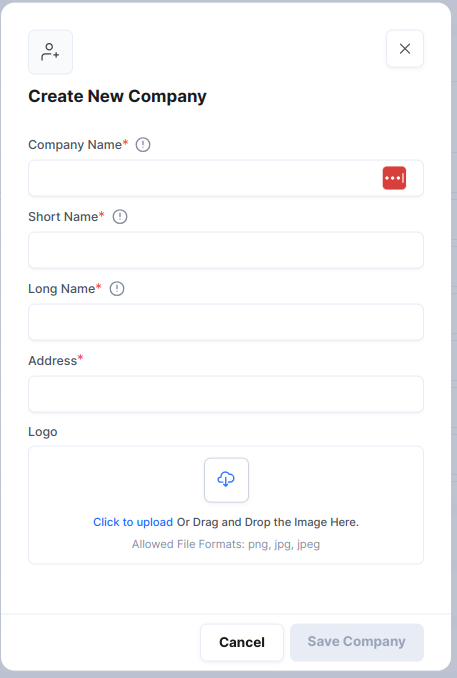 Create New Company
Company Name*
Short Name*
Long Name*
Address*
Logo
Click to upload Or Drag and Drop the Image Here.
Allowed File Formats: png, jpg, jpeg
Cancel Save Company